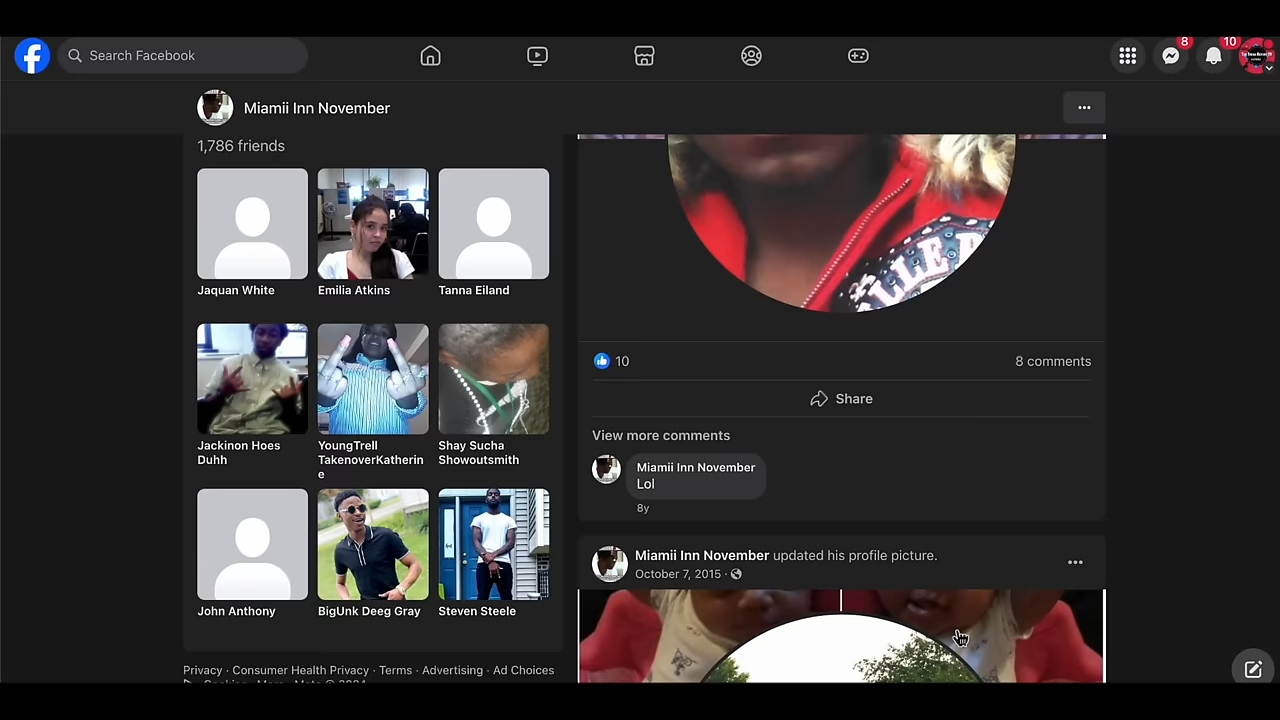 Search Facebook
8
10
Miamii Inn November
1,786 friends
Jaquan White
Emilia Atkins
Tanna Eiland
Jackinon Hoes
Duhh
YoungTrell
TakenoverKatherin
e
Shay Sucha
Showoutsmith
John Anthony
BigUnk Deeg Gray
Steven Steele
Privacy · Consumer Health Privacy · Terms · Advertising · Ad Choices
10
8 comments
Share
View more comments
Miamii Inn November
Lol
8y
Miamii Inn November updated his profile picture.
October 7, 2015 ·